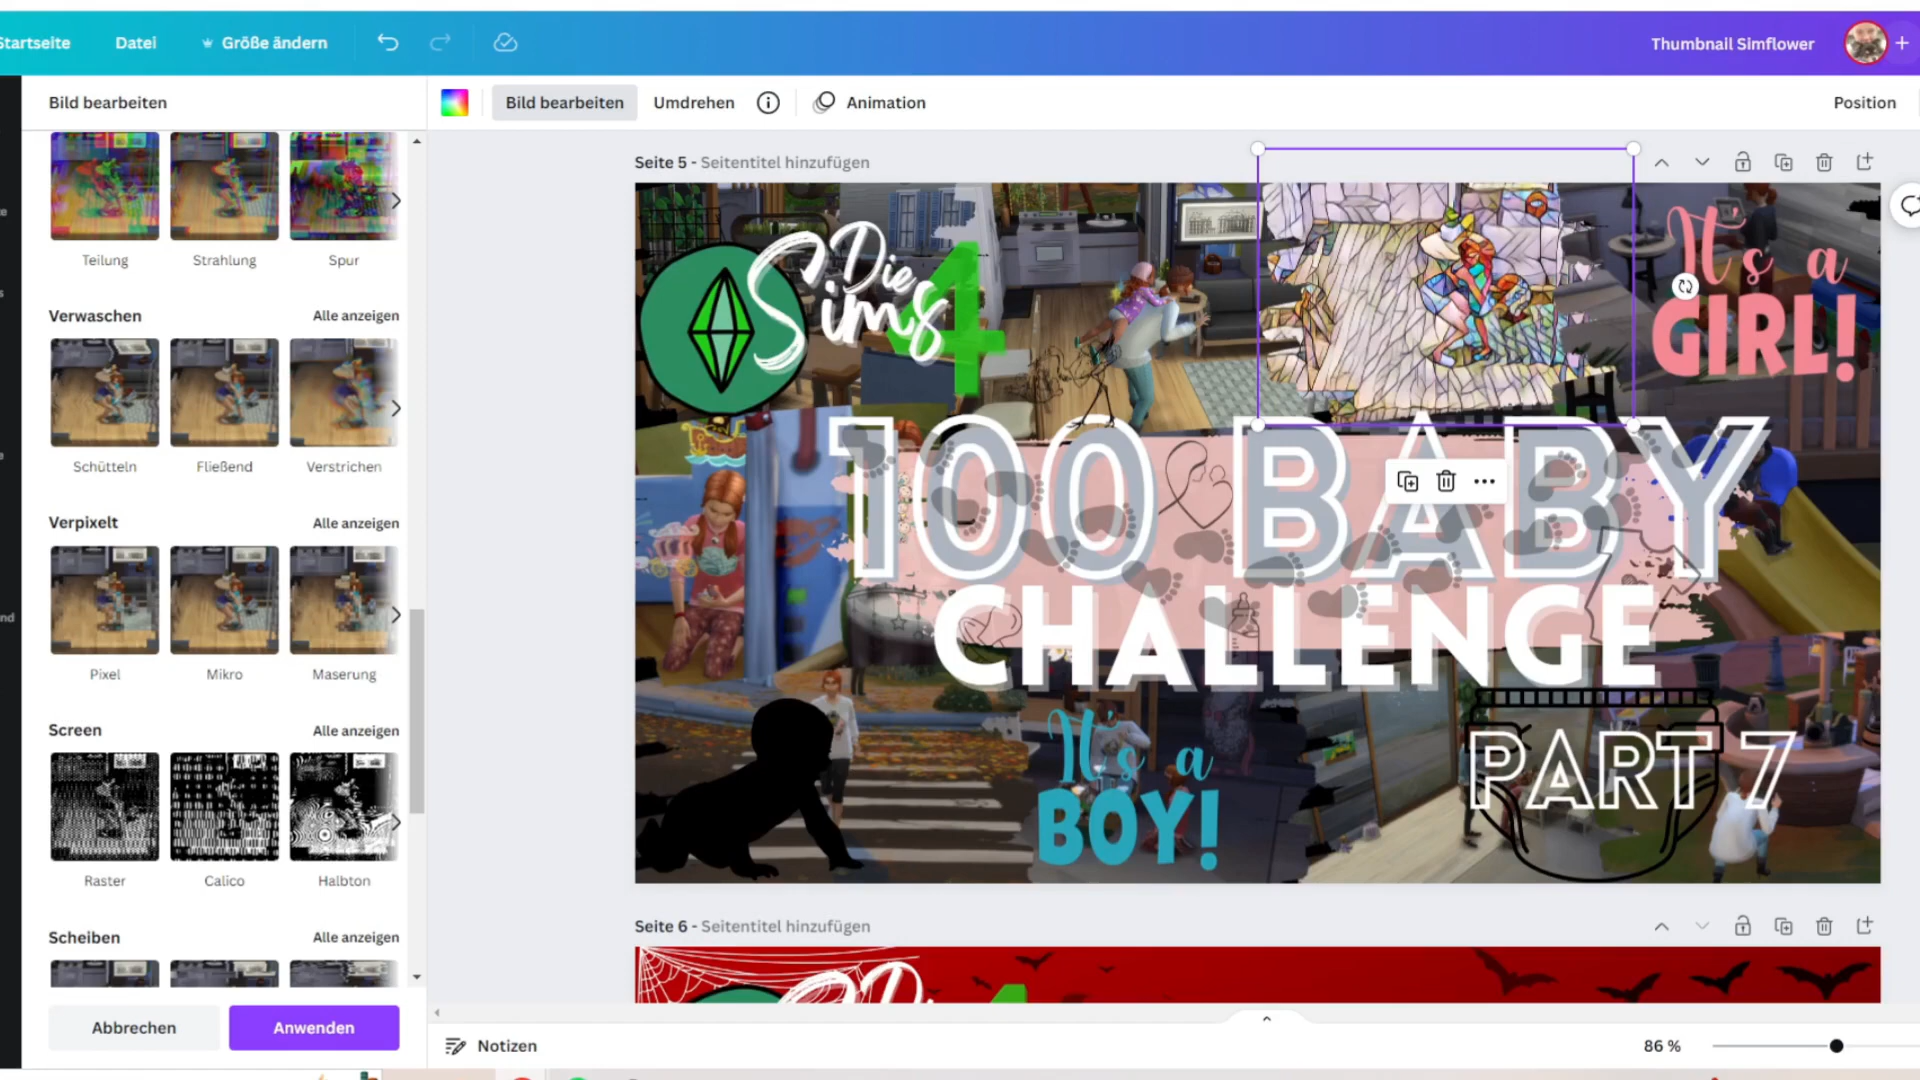 Startseite
Datei
Größe ändern
Thumbnail Simflower
Bild bearbeiten
Bild bearbeiten
Umdrehen
Animation
Position
Teilung
Strahlung
Spur
Verwaschen
Alle anzeigen
Schütteln
Fließend
Verstrichen
Verpixelt
Alle anzeigen
Pixel
Mikro
Maserung
Screen
Alle anzeigen
Raster
Calico
Halbton
Scheiben
Alle anzeigen
Abbrechen
Anwenden
Seite 5 - Seitentitel hinzufügen
Die
Sims
4
It's a
GIRL!
100 BABY
CHALLENGE
It's a
BOY!
PART 7
Seite 6 - Seitentitel hinzufügen
Notizen
86 %